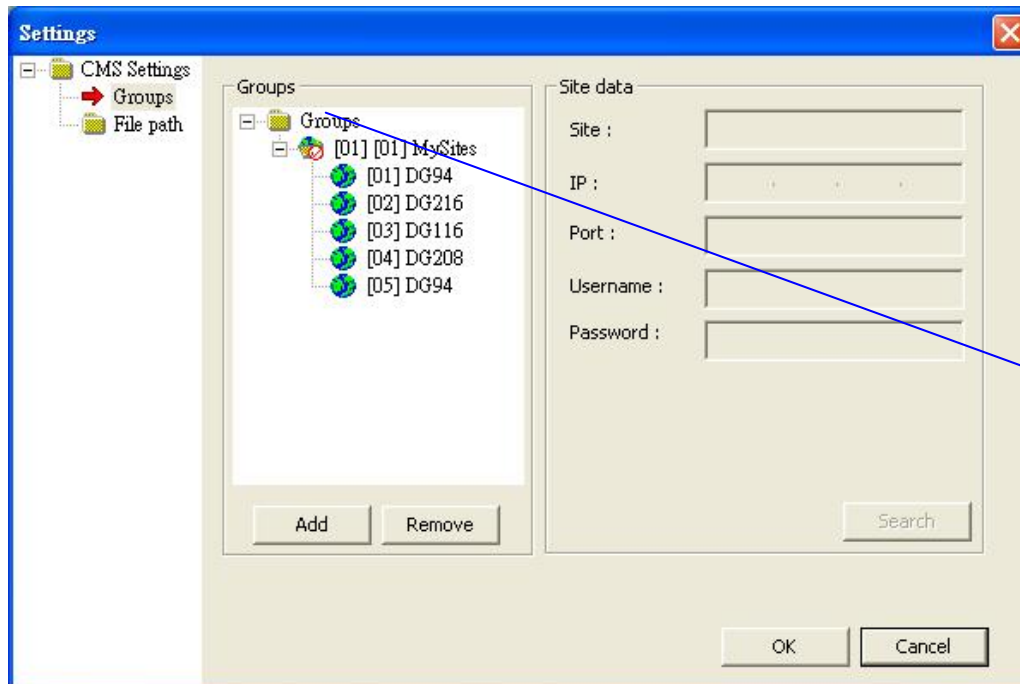 Settings
CMS Settings
Groups
File path
Groups
Groups
[01] [01] MySites
[01] DG94
[02] DG216
[03] DG116
[04] DG208
[05] DG94
Add
Remove
Site data
Site :
IP :
Port :
Username :
Password :
Search
OK
Cancel